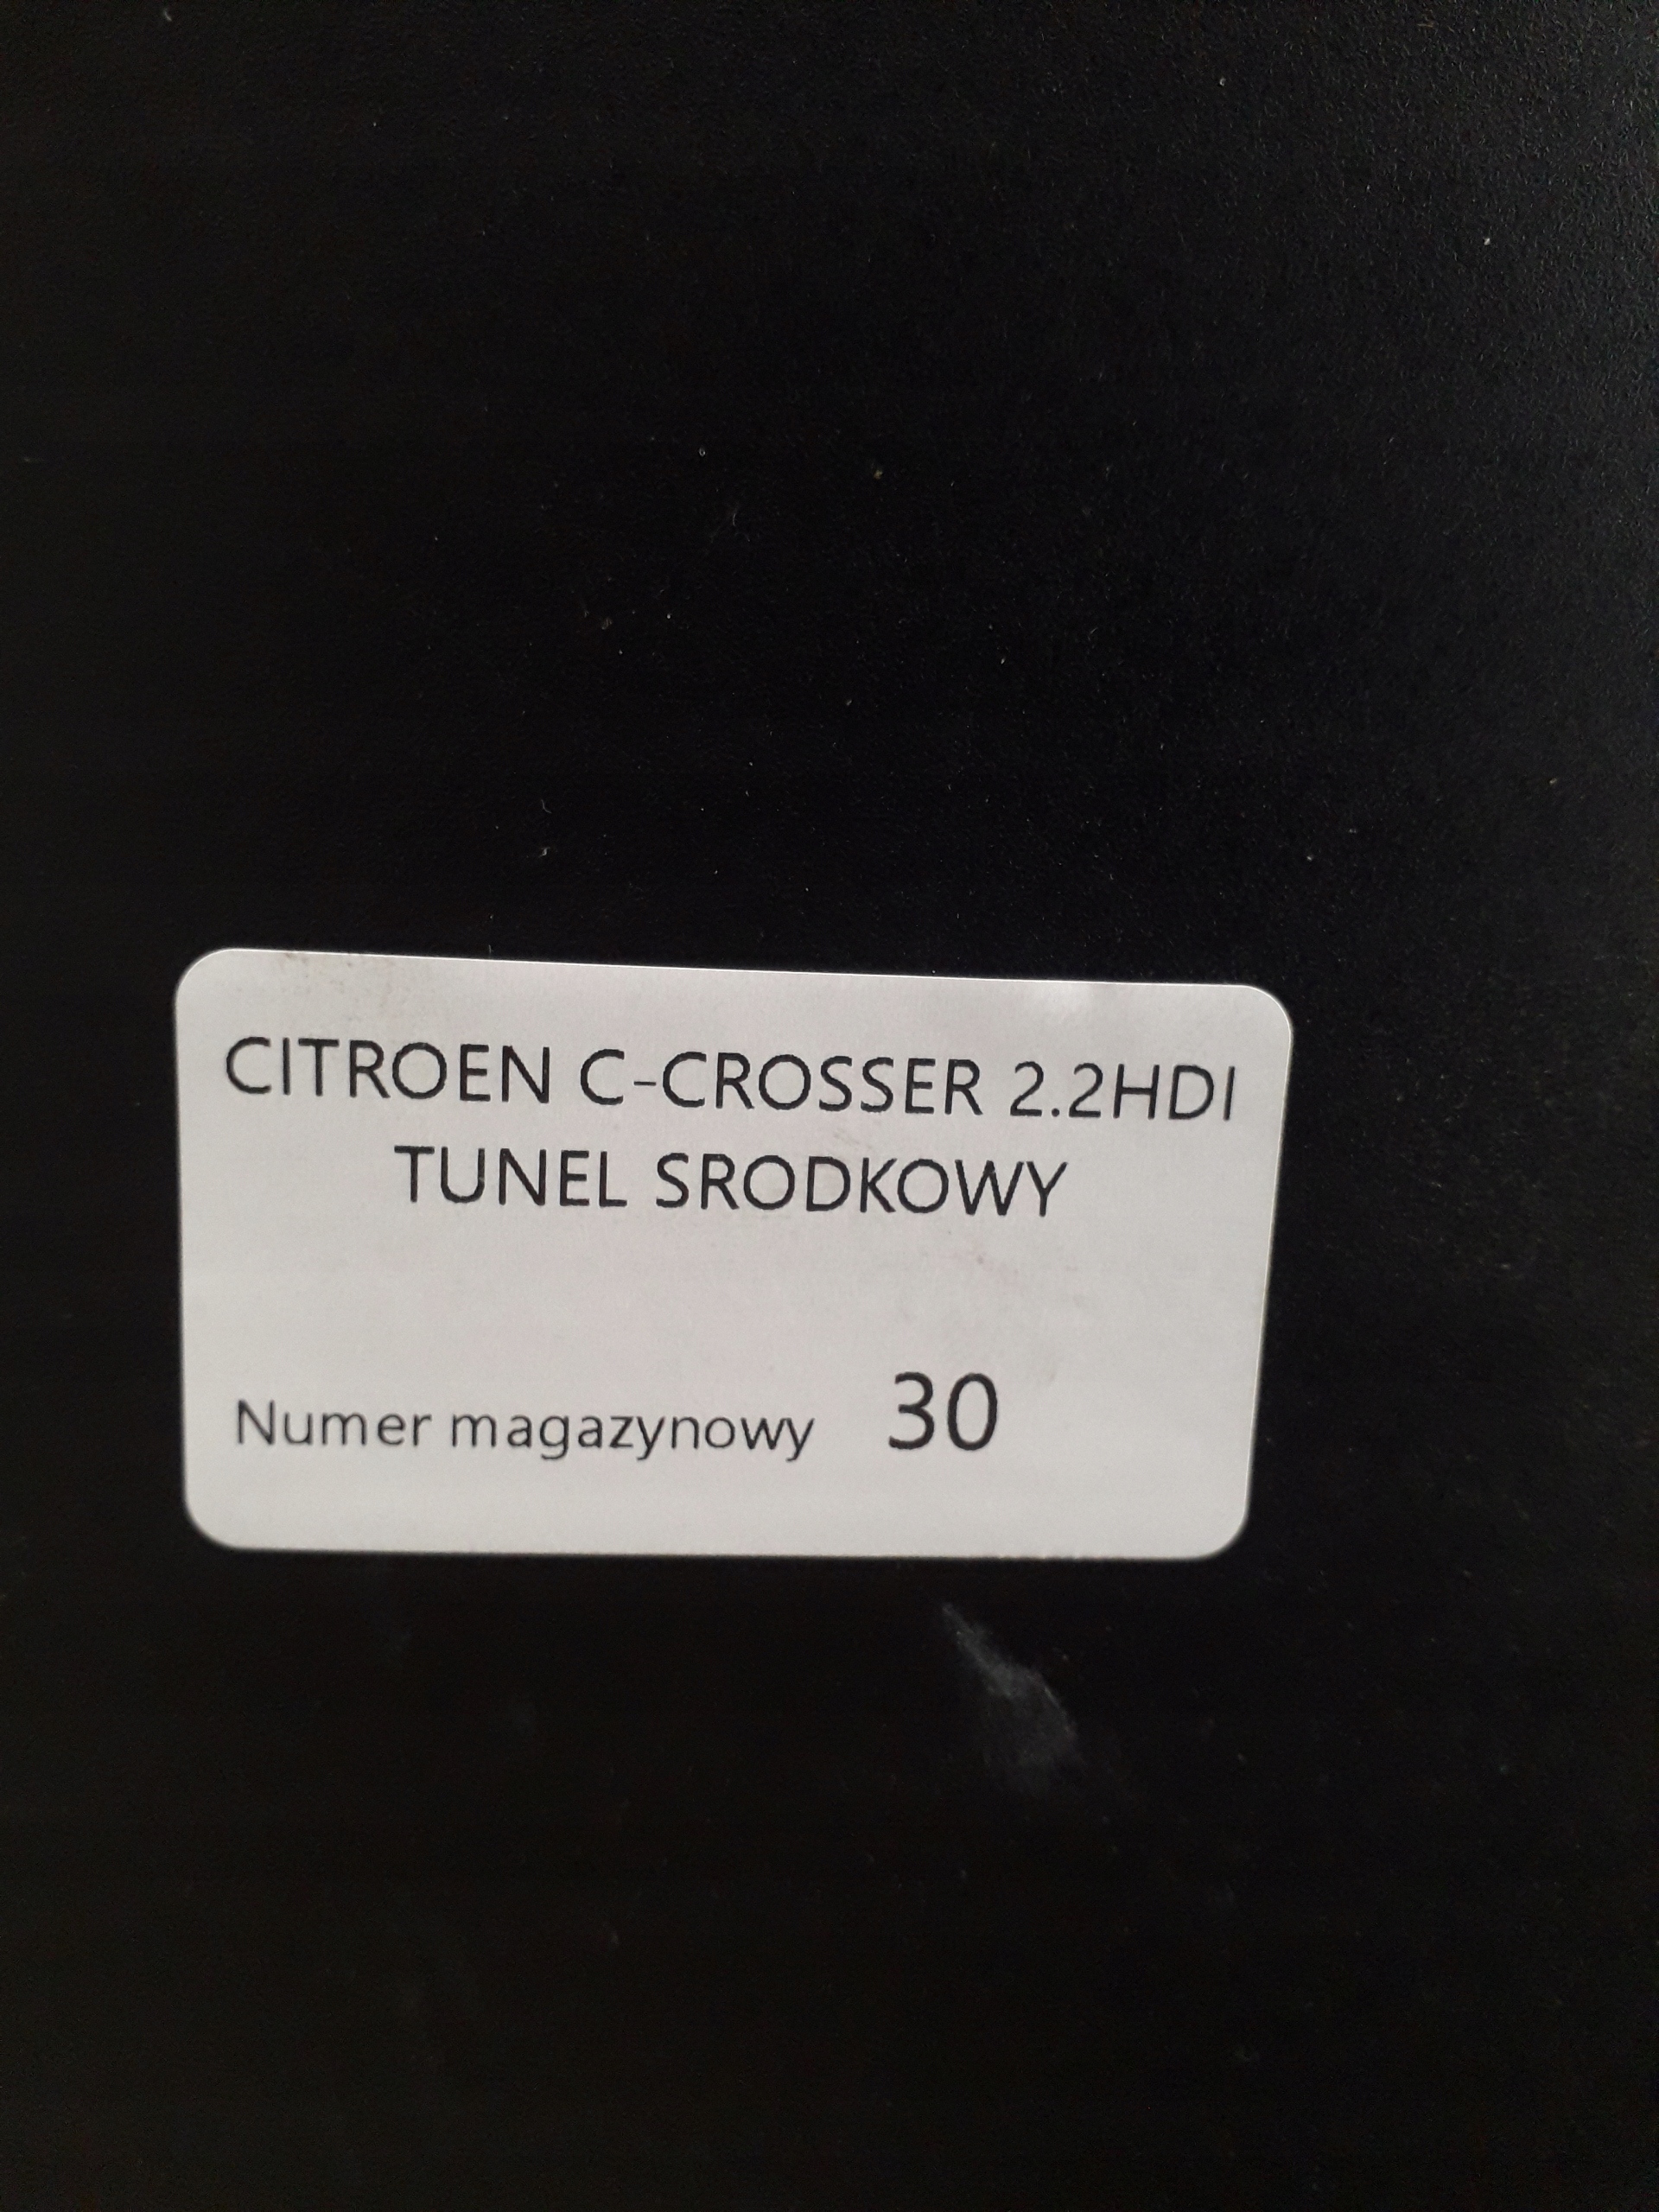 CITROEN C-CROSSER 2.2HDI
TUNEL SRODKOWY
Numer magazynowy 30